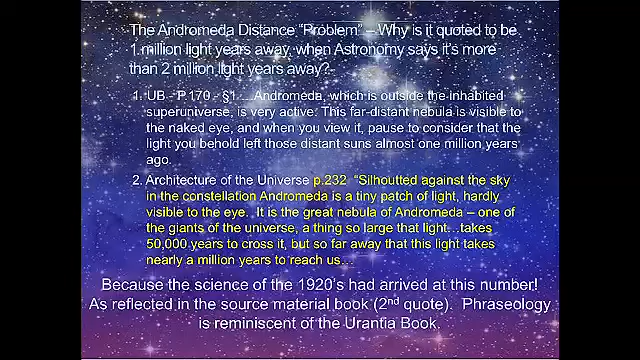 The Andromeda Distance "Problem" – Why is it quoted to be
1 million light years away, when Astronomy says it's more
than 2 million light years away?
1. UB - P.170 - §1 ... Andromeda, which is outside the inhabited
superuniverse, is very active. This far-distant nebula is visible to
the naked eye, and when you view it, pause to consider that the
light you behold left those distant suns almost one million years
ago.
2. Architecture of the Universe p.232 "Silhoutted against the sky
in the constellation Andromeda is a tiny patch of light, hardly
visible to the eye. It is the great nebula of Andromeda – one of
the giants of the universe, a thing so large that light...takes
50,000 years to cross it, but so far away that this light takes
nearly a million years to reach us...
Because the science of the 1920's had arrived at this number!
As reflected in the source material book (2nd quote). Phraseology
is reminiscent of the Urantia Book.